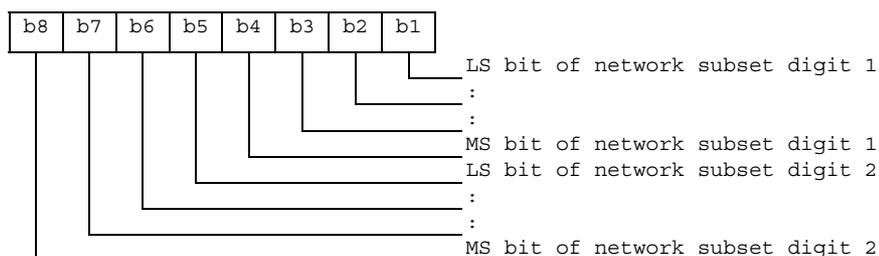 b8 b7 b6 b5 b4 b3 b2 b1
LS bit of network subset digit 1
:
:
MS bit of network subset digit 1
LS bit of network subset digit 2
:
:
MS bit of network subset digit 2